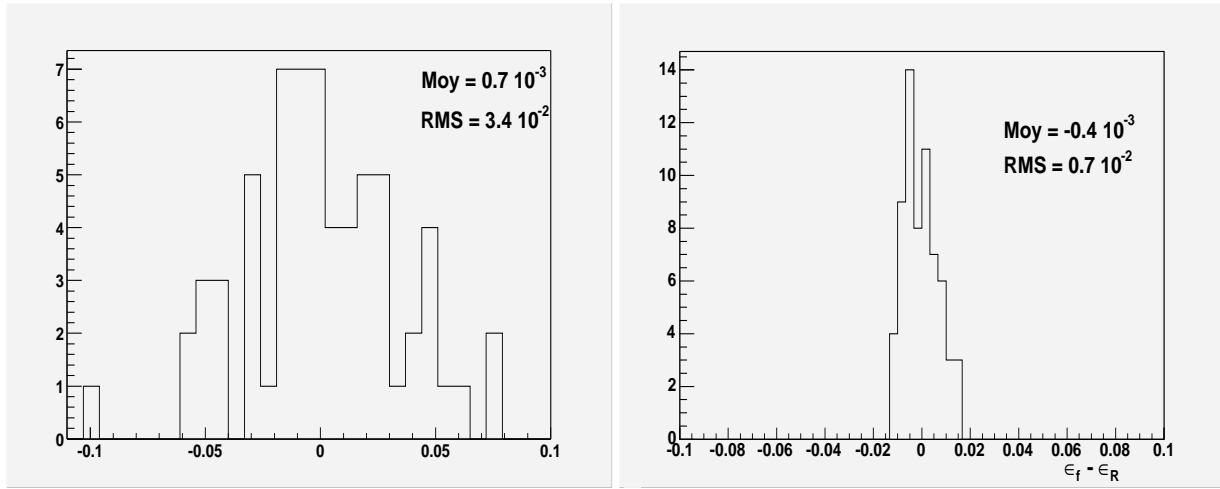 7
6
5
4
3
2
1
0
-0.1 -0.05 0 0.05 0.1
Moy = 0.7 10^-3
RMS = 3.4 10^-2
14
12
10
8
6
4
2
0
-0.1 -0.08 -0.06 -0.04 -0.02 0 0.02 0.04 0.06 0.08 0.1
Moy = -0.4 10^-3
RMS = 0.7 10^-2
∈f - ∈R